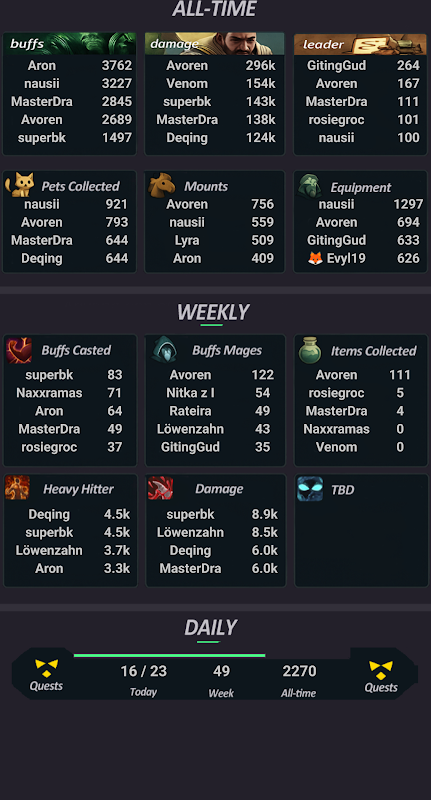 ALL-TIME
buffs
Aron 3762
nausii 3227
MasterDra 2845
Avoren 2689
superbk 1497
damage
Avoren 296k
Venom 154k
superbk 143k
MasterDra 138k
Deqing 124k
leader
GitingGud 264
Avoren 167
MasterDra 111
rosiegroc 101
nausii 100
Pets Collected
nausii 921
Avoren 793
MasterDra 644
Deqing 644
Mounts
Avoren 756
nausii 559
Lyra 509
Aron 409
Equipment
nausii 1297
Avoren 694
GitingGud 633
🦊 Evyl19 626
WEEKLY
Buffs Casted
superbk 83
Naxxramas 71
Aron 64
MasterDra 49
rosiegroc 37
Buffs Mages
Avoren 122
Nitka z l 54
Rateira 49
Löwenzahn 43
GitingGud 35
Items Collected
Avoren 111
rosiegroc 5
MasterDra 4
Naxxramas 0
Venom 0
Heavy Hitter
Deqing 4.5k
superbk 4.5k
Löwenzahn 3.7k
Aron 3.3k
Damage
superbk 8.9k
Löwenzahn 8.5k
Deqing 6.0k
MasterDra 6.0k
TBD
DAILY
Quests
16 / 23
Today
49
Week
2270
All-time
Quests